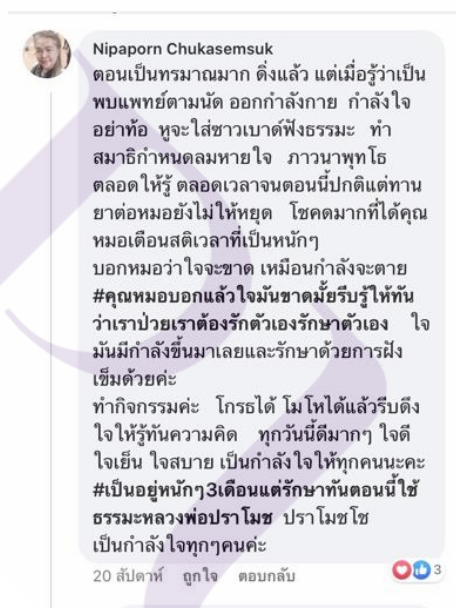 Nipaporn Chukasemsuk
ตอนเป็นทรมาณมาก ดิ่งแล้ว แต่เมื่อรู้ว่าเป็น
พบแพทย์ตามนัด ออกกำลังกาย กำลังใจ
อย่าท้อ หูจะใส่ซาวเบาด์ฟังธรรมะ ทำ
สมาธิกำหนดลมหายใจ ภาวนาพุทโธ
ตลอดให้รู้ ตลอดเวลาจนตอนนี้ปกติแต่ทาน
ยาต่อหมอยังไม่ให้หยุด โชคดมากที่ได้คุณ
หมอเตือนสติเวลาที่เป็นหนักๆ
บอกหมอว่าใจจะขาด เหมือนกำลังจะตาย
#คุณหมอบอกแล้วใจมันขาดมั้ยรีบรู้ให้ทัน
ว่าเราป่วยเราต้องรักตัวเองรักษาตัวเอง ใจ
มันมีกำลังขึ้นมาเลยและรักษาด้วยการฝัง
เข็มด้วยค่ะ
ทำกิจกรรมค่ะ โกรธได้ โมโหได้แล้วรีบดึง
ใจให้รู้ทันความคิด ทุกวันนี้ดีมากๆ ใจดี
ใจเย็น ใจสบาย เป็นกำลังใจให้ทุกคนนะคะ
#เป็นอยู่หนักๆ3เดือนแต่รักษาทันตอนนี้ใช้
ธรรมะหลวงพ่อปราโมช ปราโมชโช
เป็นกำลังใจทุกๆคนค่ะ
20 สัปดาห์ ถูกใจ ตอบกลับ 3